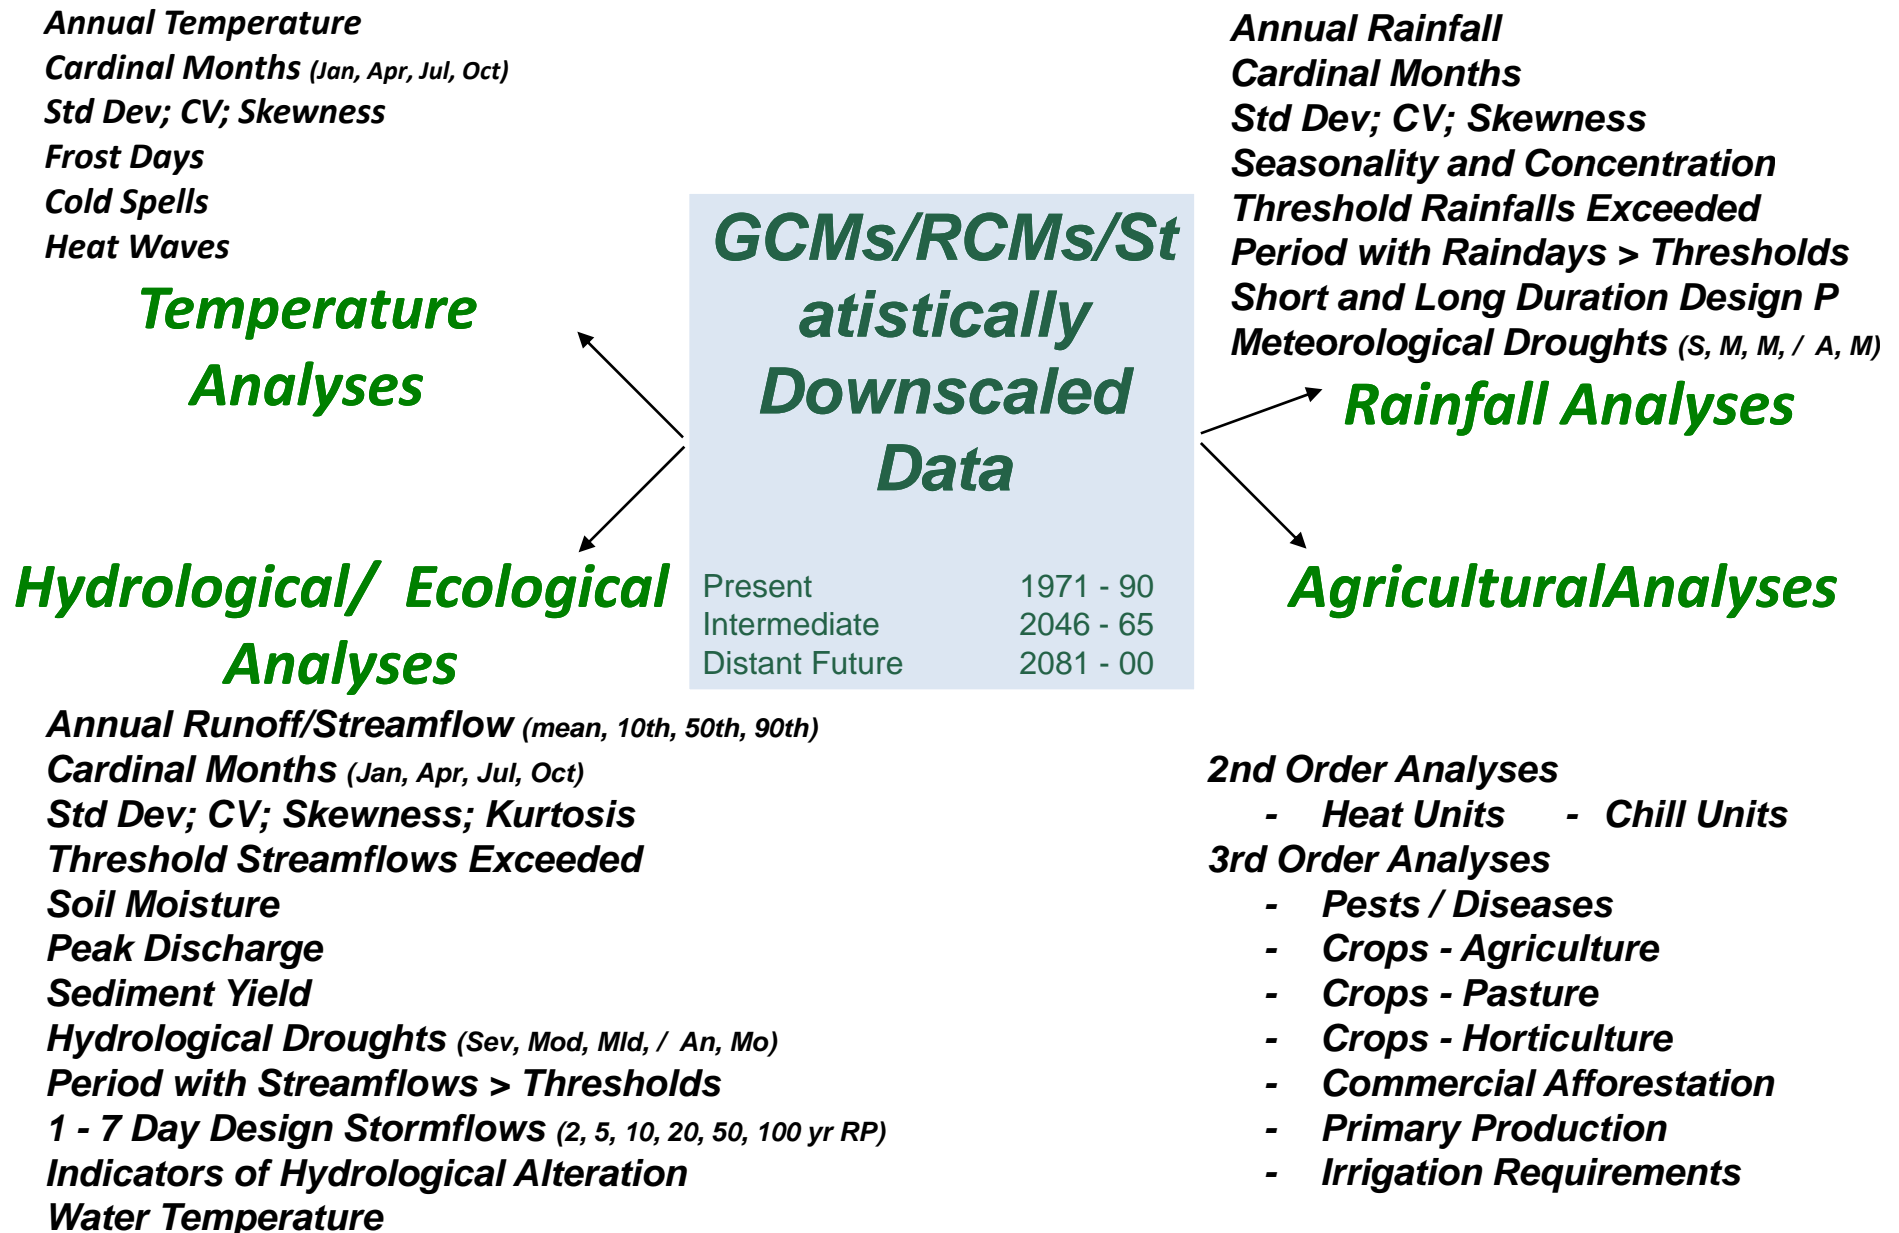 Annual Temperature
Cardinal Months (Jan, Apr, Jul, Oct)
Std Dev; CV; Skewness
Frost Days
Cold Spells
Heat Waves
Temperature
Analyses
Annual Rainfall
Cardinal Months
Std Dev; CV; Skewness
Seasonality and Concentration
Threshold Rainfalls Exceeded
Period with Raindays > Thresholds
Short and Long Duration Design P
Meteorological Droughts (S, M, M, / A, M)
Rainfall Analyses
GCMs/RCMs/St
atistically
Downscaled
Data
Present 1971 - 90
Intermediate 2046 - 65
Distant Future 2081 - 00
Hydrological/ Ecological
Analyses
Annual Runoff/Streamflow (mean, 10th, 50th, 90th)
Cardinal Months (Jan, Apr, Jul, Oct)
Std Dev; CV; Skewness; Kurtosis
Threshold Streamflows Exceeded
Soil Moisture
Peak Discharge
Sediment Yield
Hydrological Droughts (Sev, Mod, Mld, / An, Mo)
Period with Streamflows > Thresholds
1 - 7 Day Design Stormflows (2, 5, 10, 20, 50, 100 yr RP)
Indicators of Hydrological Alteration
Water Temperature
AgriculturalAnalyses
2nd Order Analyses
- Heat Units - Chill Units
3rd Order Analyses
- Pests / Diseases
- Crops - Agriculture
- Crops - Pasture
- Crops - Horticulture
- Commercial Afforestation
- Primary Production
- Irrigation Requirements